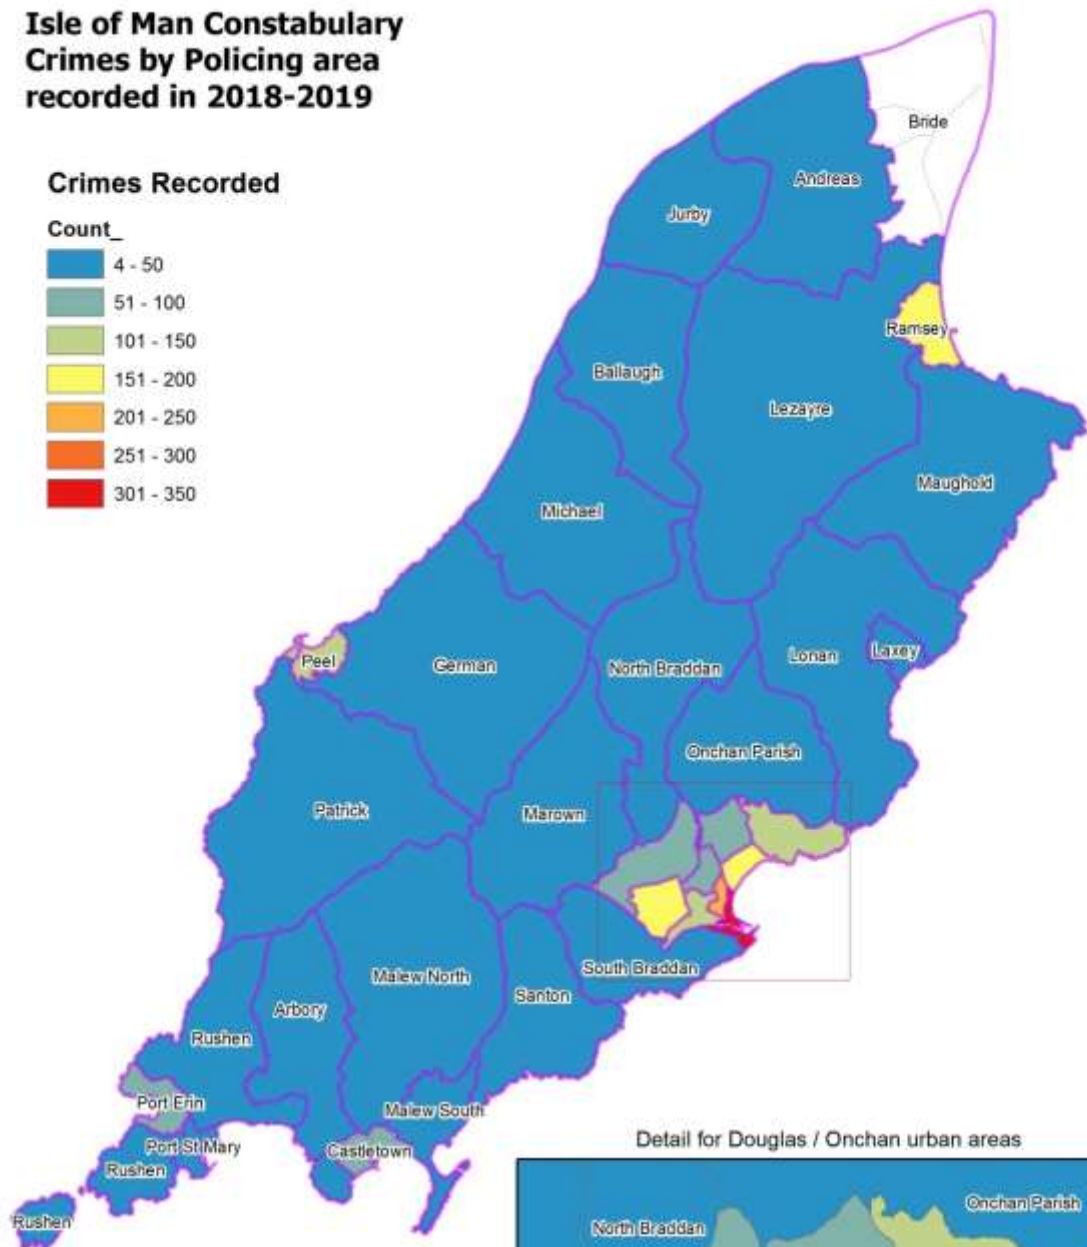 Isle of Man Constabulary
Crimes by Policing area
recorded in 2018-2019
Crimes Recorded
Count_
4 - 50
51 - 100
101 - 150
151 - 200
201 - 250
251 - 300
301 - 350
Bride
Andreas
Jurby
Ramsey
Ballaugh
Lezayre
Maughold
Michael
Peel
German
North Braddan
Lonan
Laxey
Onchan Parish
Patrick
Marown
Malew North
South Braddan
Santon
Arbory
Rushen
Port Erin
Malew South
Port St Mary
Castletown
Rushen
Rushen
Detail for Douglas / Onchan urban areas
Onchan Parish
North Braddan